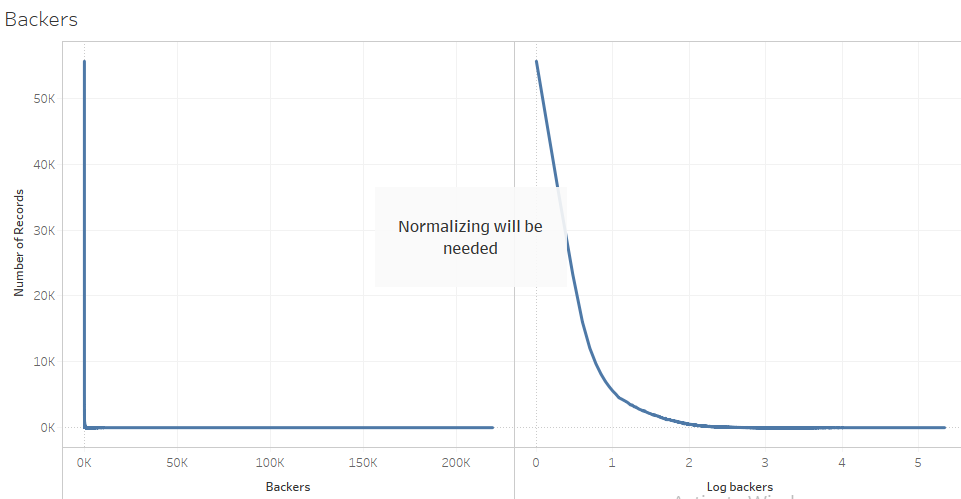 Backers
50K
40K
30K
20K
10K
0K
Number of Records
Normalizing will be
needed
0K 50K 100K 150K 200K
0 1 2 3 4 5
Backers
Log backers